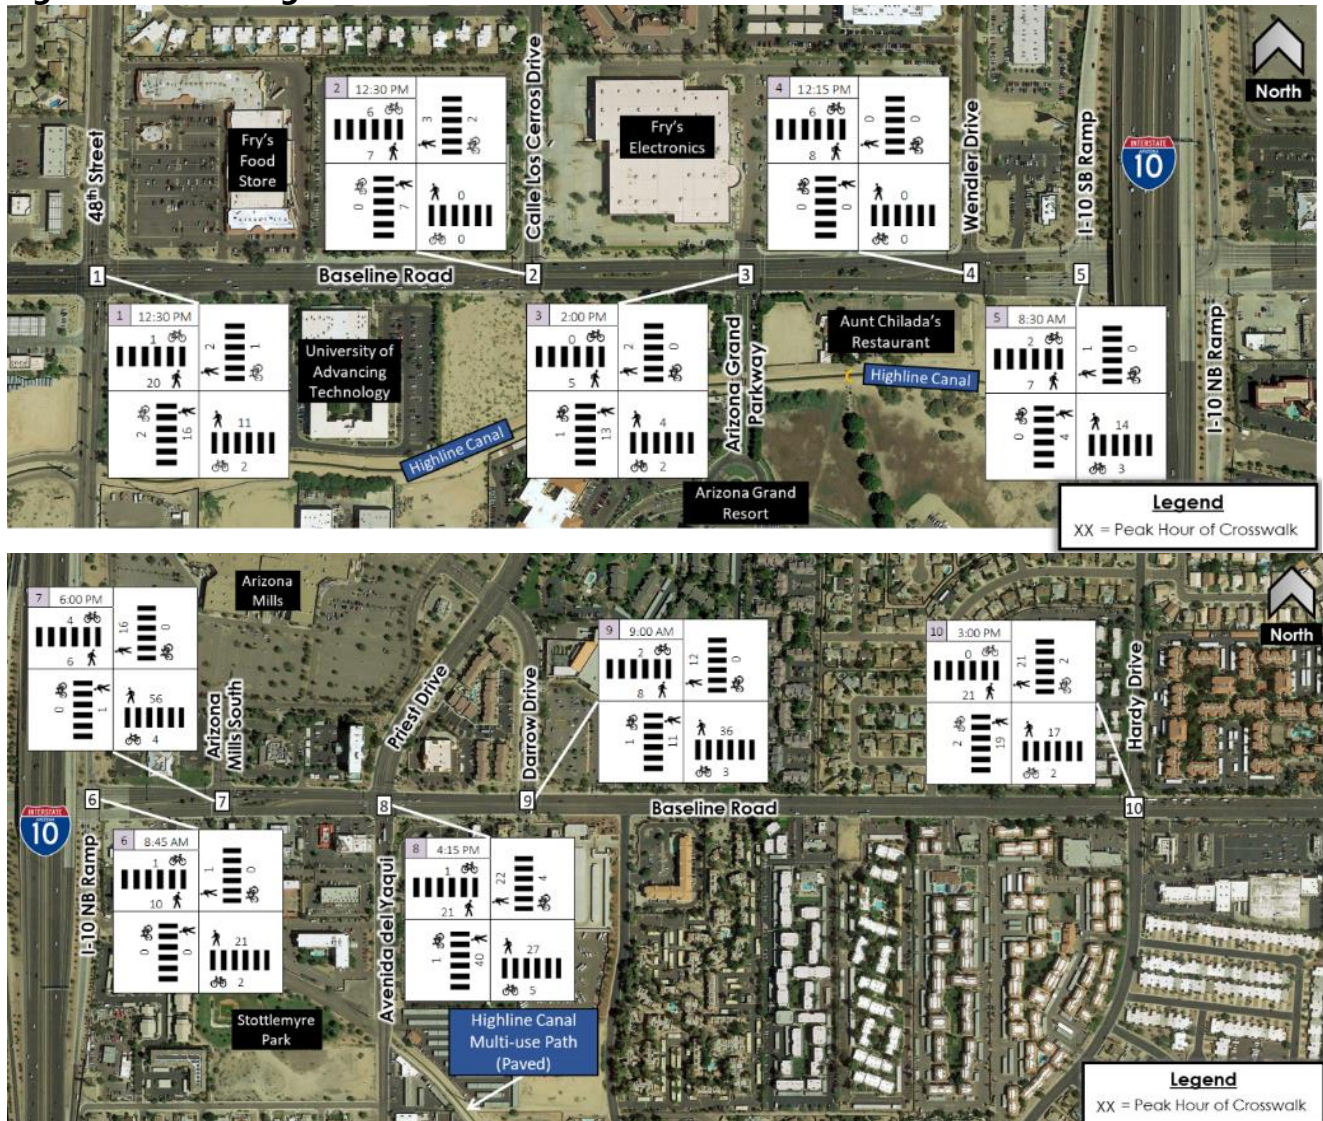 2 12:30 PM
6
7
3
2
0
7
0
0
4 12:15 PM
6
8
0
0
0
0
0
0
North
48th Street
Fry's
Food
Store
Calle Los Cerros Drive
Fry's
Electronics
Wendler Drive
I-10 SB Ramp
INTERSTATE
ARIZONA
10
1
Baseline Road
2
3
4
5
1 12:30 PM
1
20
2
1
2
16
11
2
University of
Advancing
Technology
Highline Canal
3 2:00 PM
0
5
2
0
1
13
4
2
Arizona Grand
Parkway
Aunt Chilada's
Restaurant
Highline Canal
Arizona Grand
Resort
5 8:30 AM
2
7
1
0
0
4
14
3
I-10 NB Ramp
Legend
XX = Peak Hour of Crosswalk
7 6:00 PM
4
6
16
0
0
1
56
4
Arizona
Mills
Arizona
Mills South
Priest Drive
Darrow Drive
9 9:00 AM
2
8
12
0
1
11
36
3
10 3:00 PM
0
21
21
2
2
19
17
2
Hardy Drive
North
6
7
8
9
Baseline Road
10
INTERSTATE
10
I-10 NB Ramp
6 8:45 AM
1
10
1
0
0
0
21
2
Stottlemyre
Park
Avenida del Yaqui
8 4:15 PM
1
21
22
4
1
40
27
5
Highline Canal
Multi-use Path
(Paved)
Legend
XX = Peak Hour of Crosswalk